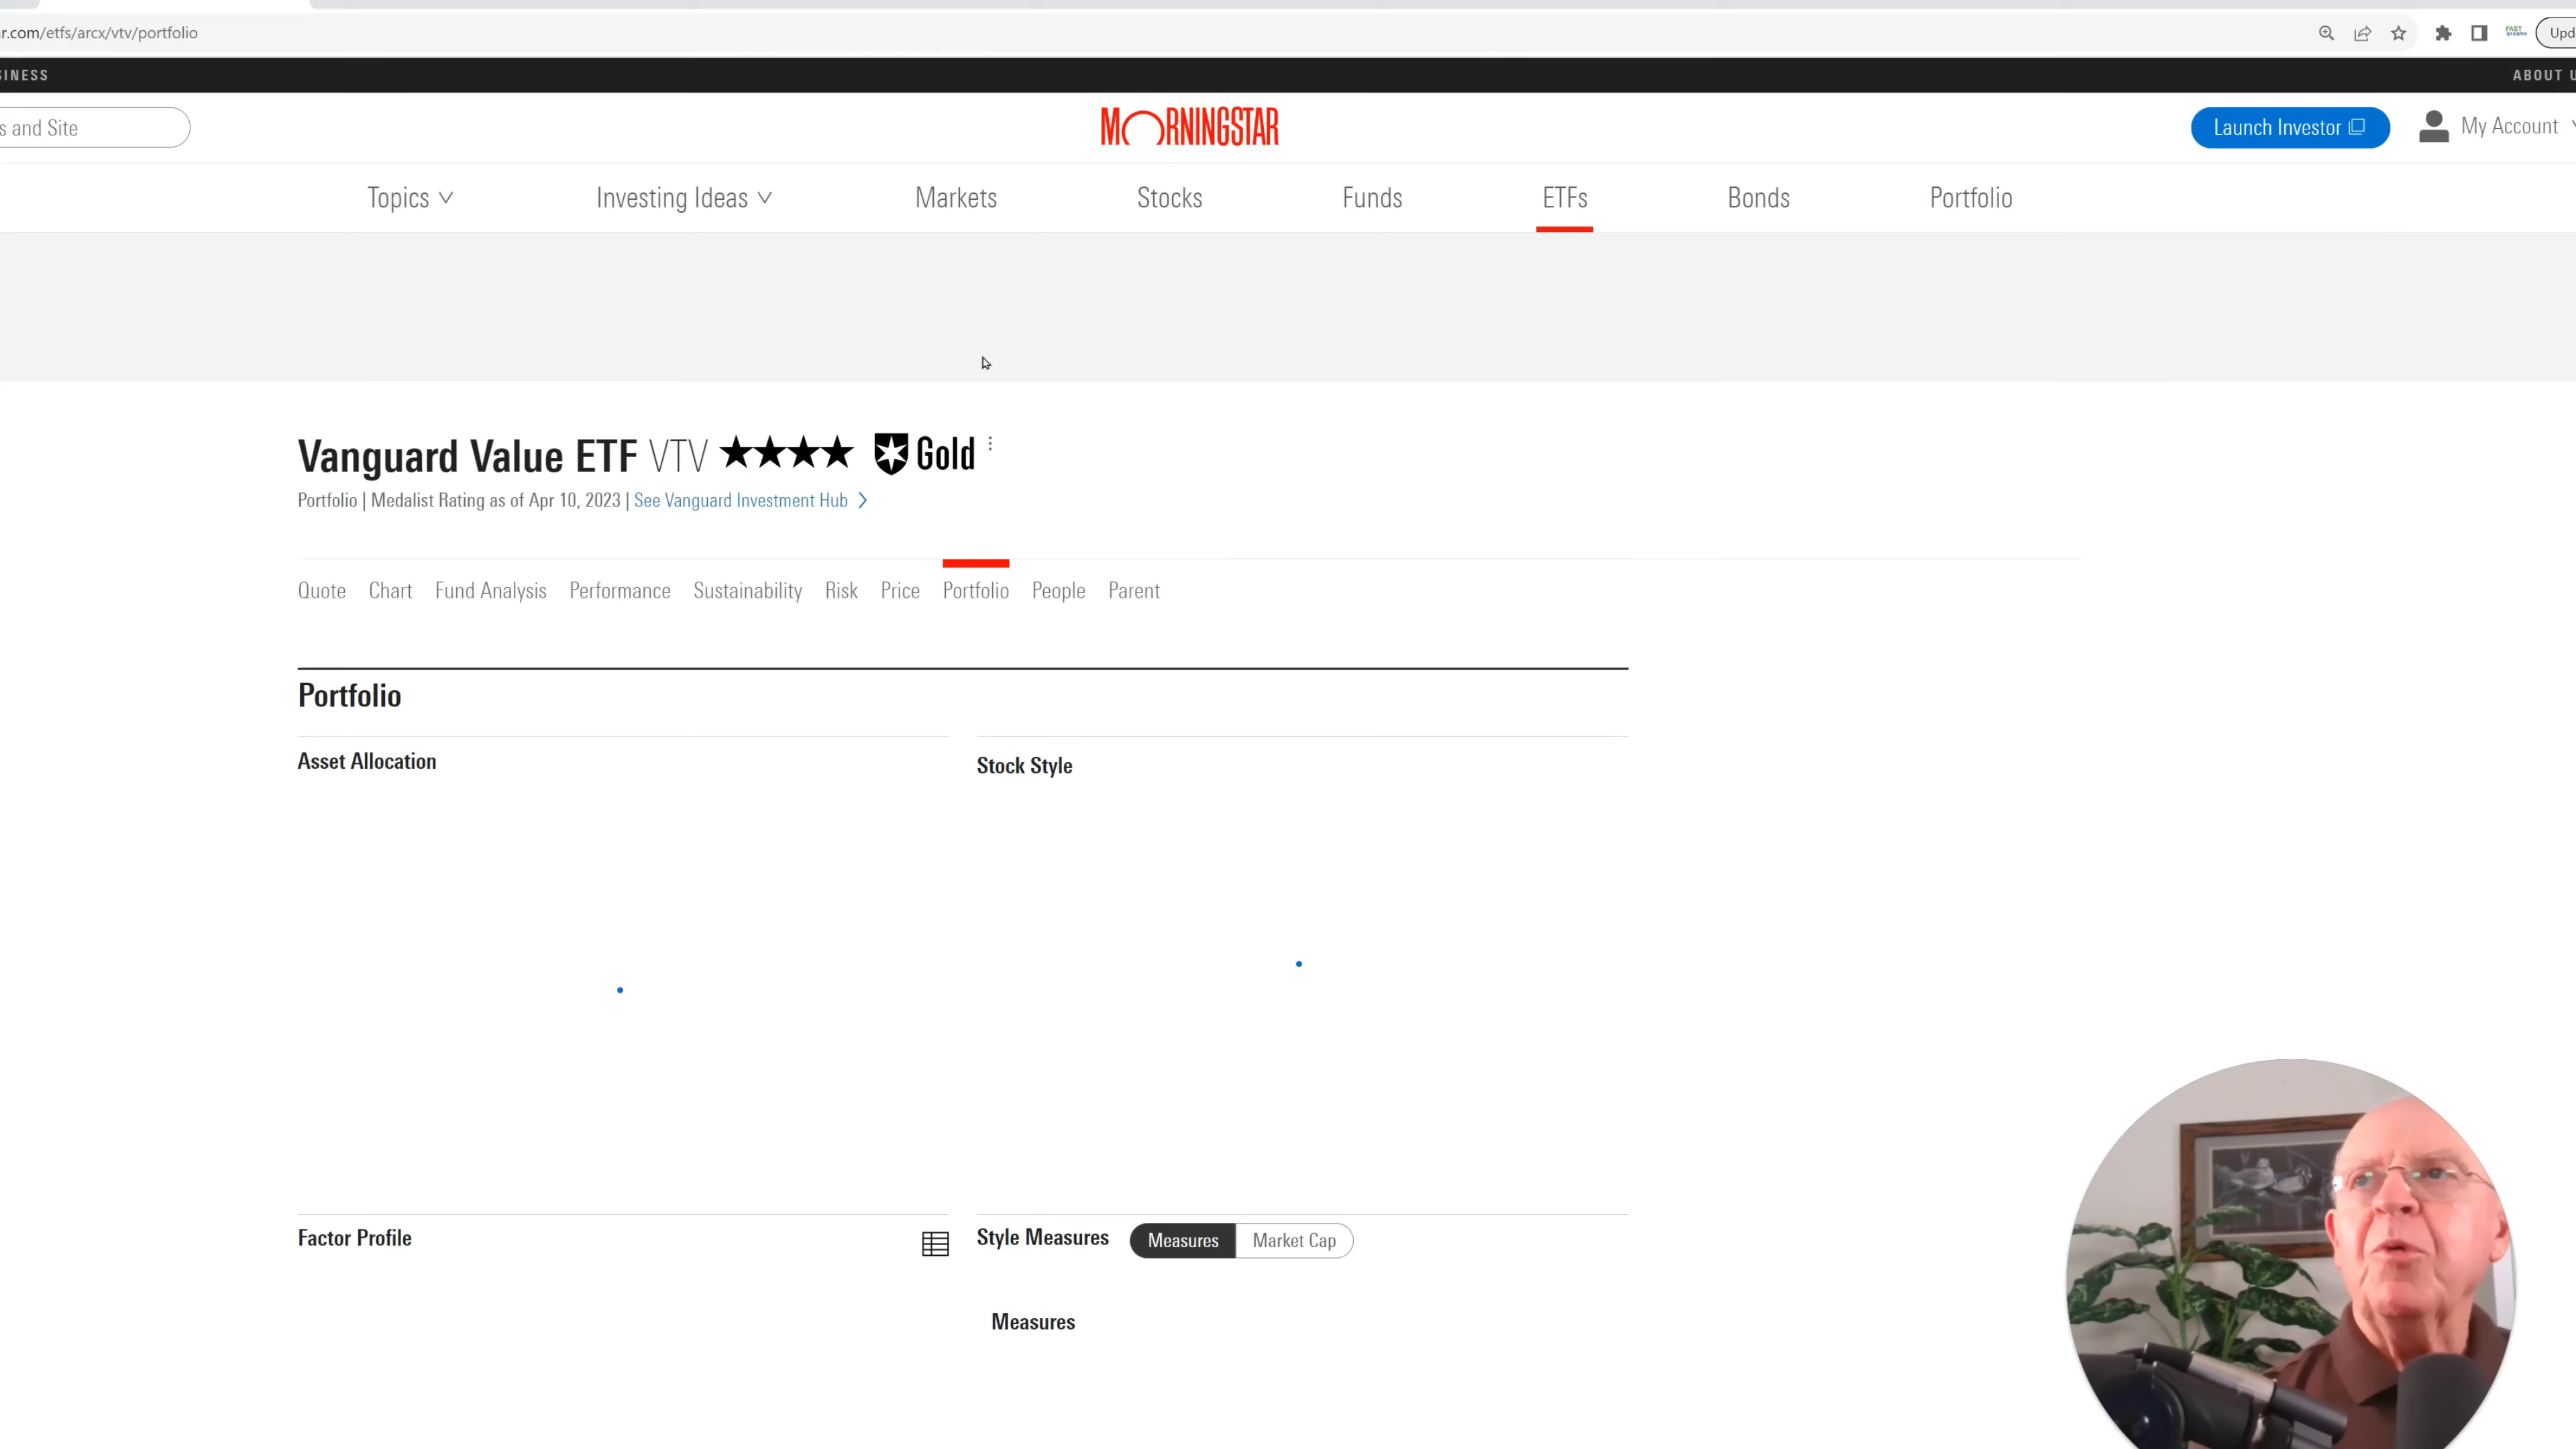 r.com/etfs/arcx/vtv/portfolio
FAST
graphs
Upd
SINESS
ABOUT U
s and Site
MORNINGSTAR
Launch Investor
My Account
Topics
Investing Ideas
Markets
Stocks
Funds
ETFs
Bonds
Portfolio
Vanguard Value ETF VTV ★★★★ Gold
Portfolio | Medalist Rating as of Apr 10, 2023 | See Vanguard Investment Hub
Quote Chart Fund Analysis Performance Sustainability Risk Price Portfolio People Parent
Portfolio
Asset Allocation
Stock Style
Factor Profile
Style Measures Measures Market Cap
Measures